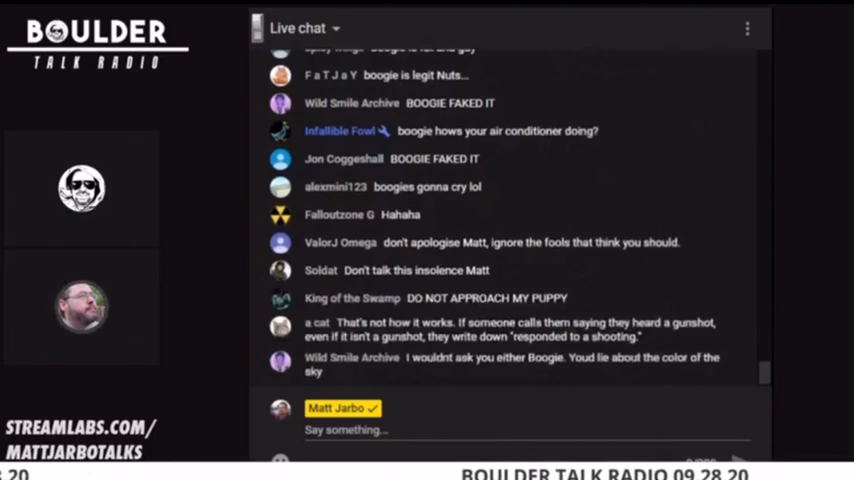 BOULDER
TALK RADIO
Live chat
F a T J a Y boogie is legit Nuts...
Wild Smile Archive BOOGIE FAKED IT
Infallible Fowl boogie hows your air conditioner doing?
Jon Coggeshall BOOGIE FAKED IT
alexmini123 boogies gonna cry lol
Falloutzone G Hahaha
ValorJ Omega don't apologise Matt, ignore the fools that think you should.
Soldat Don't talk this insolence Matt
King of the Swamp DO NOT APPROACH MY PUPPY
a cat That's not how it works. If someone calls them saying they heard a gunshot,
even if it isn't a gunshot, they write down "responded to a shooting."
Wild Smile Archive I wouldnt ask you either Boogie. Youd lie about the color of the
sky
Matt Jarbo
Say something...
STREAMLABS.COM/
MATTJARBOTALKS
.20
BOULDER TALK RADIO 09.28.20